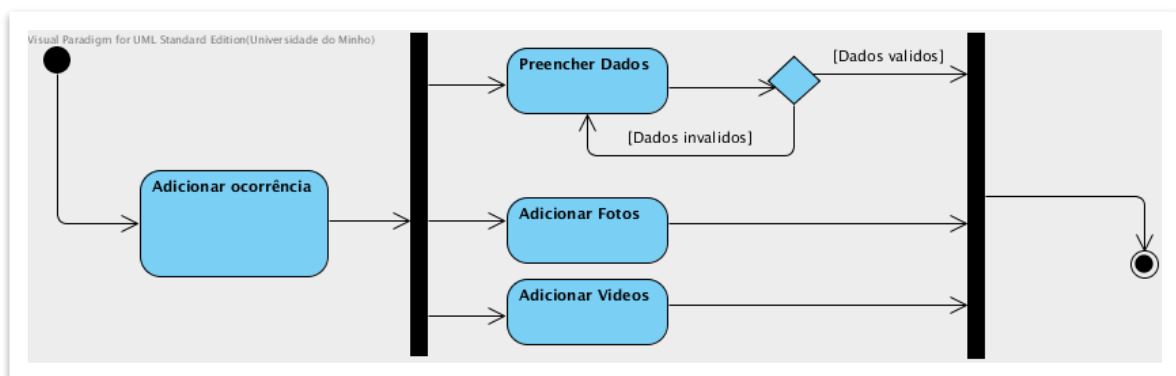 Visual Paradigm for UML Standard Edition(Universidade do Minho)
Preencher Dados
[Dados validos]
[Dados invalidos]
Adicionar ocorrência
Adicionar Fotos
Adicionar Videos